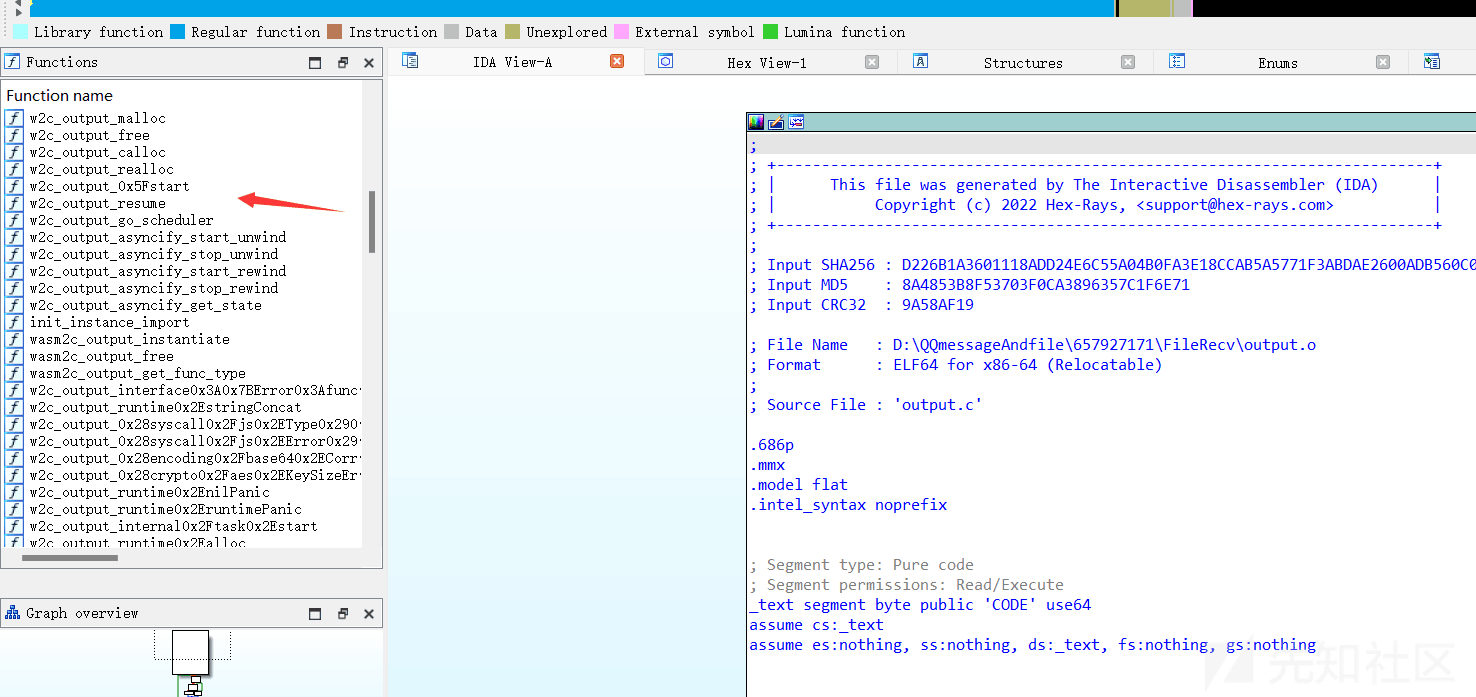 Library function Regular function Instruction Data Unexplored External symbol Lumina function
Functions
IDA View-A Hex View-1 Structures Enums
Function name
w2c_output_malloc
w2c_output_free
w2c_output_calloc
w2c_output_realloc
w2c_output_0x5Fstart
w2c_output_resume
w2c_output_go_scheduler
w2c_output_asyncify_start_unwind
w2c_output_asyncify_stop_unwind
w2c_output_asyncify_start_rewind
w2c_output_asyncify_stop_rewind
w2c_output_asyncify_get_state
init_instance_import
wasm2c_output_instantiate
wasm2c_output_free
wasm2c_output_get_func_type
w2c_output_interface0x3A0x7BError0x3Afunc
w2c_output_runtime0x2EstringConcat
w2c_output_0x28syscall0x2Fjs0x2EType0x290
w2c_output_0x28syscall0x2Fjs0x2EError0x29
w2c_output_0x28encoding0x2Fbase640x2ECorr
w2c_output_0x28crypto0x2Faes0x2EKeySizeEr
w2c_output_runtime0x2EnilPanic
w2c_output_runtime0x2EruntimePanic
w2c_output_internal0x2Ftask0x2Estart
w2c_output_runtime0x2Ealloc
Graph overview
;
; +-------------------------------------------------------------------------+
; | This file was generated by The Interactive Disassembler (IDA) |
; | Copyright (c) 2022 Hex-Rays, <support@hex-rays.com> |
; +-------------------------------------------------------------------------+
;
; Input SHA256 : D226B1A3601118ADD24E6C55A04B0FA3E18CCAB5A5771F3ABDAE2600ADB560C0
; Input MD5 : 8A4853B8F53703F0CA3896357C1F6E71
; Input CRC32 : 9A58AF19
; File Name : D:\QQmessageAndfile\657927171\FileRecv\output.o
; Format : ELF64 for x86-64 (Relocatable)
;
; Source File : 'output.c'
.686p
.mmx
.model flat
.intel_syntax noprefix
; Segment type: Pure code
; Segment permissions: Read/Execute
_text segment byte public 'CODE' use64
assume cs:_text
assume es:nothing, ss:nothing, ds:_text, fs:nothing, gs:nothing
先知社区